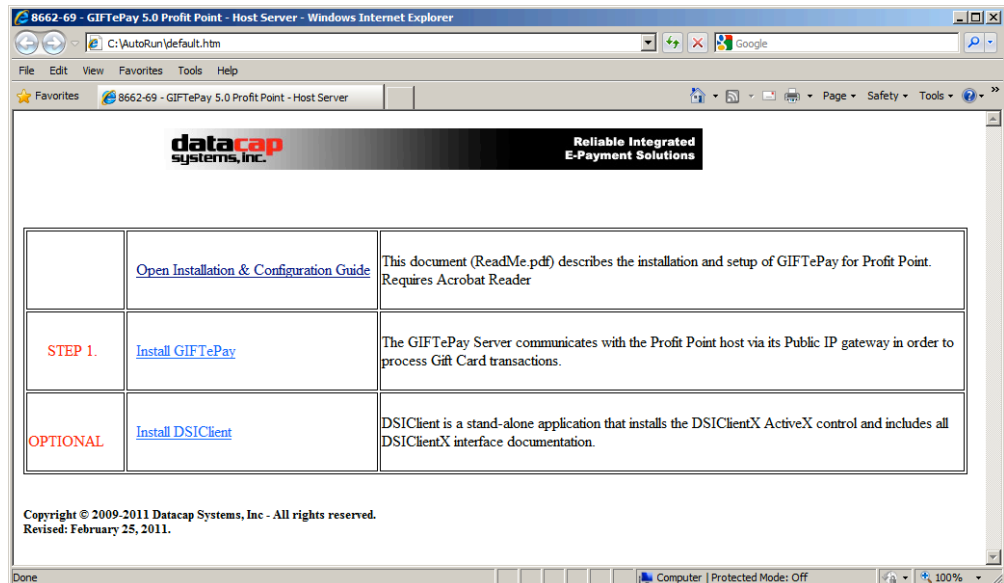 8662-69 - GIFTePay 5.0 Profit Point - Host Server - Windows Internet Explorer
C:\AutoRun\default.htm
Google
File Edit View Favorites Tools Help
Favorites
8662-69 - GIFTePay 5.0 Profit Point - Host Server
Page Safety Tools
datacap
systems, inc.
Reliable Integrated
E-Payment Solutions
Open Installation & Configuration Guide
This document (ReadMe.pdf) describes the installation and setup of GIFTePay for Profit Point.
Requires Acrobat Reader
STEP 1.
Install GIFTePay
The GIFTePay Server communicates with the Profit Point host via its Public IP gateway in order to
process Gift Card transactions.
OPTIONAL
Install DSIClient
DSIClient is a stand-alone application that installs the DSIClientX ActiveX control and includes all
DSIClientX interface documentation.
Copyright © 2009-2011 Datacap Systems, Inc - All rights reserved.
Revised: February 25, 2011.
Done
Computer | Protected Mode: Off
100%